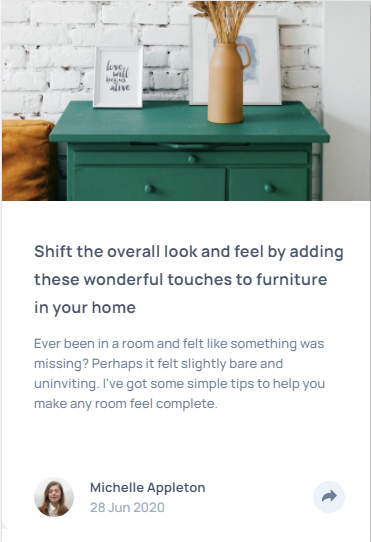 love
will
begins
alive
Shift the overall look and feel by adding
these wonderful touches to furniture
in your home
Ever been in a room and felt like something was
missing? Perhaps it felt slightly bare and
uninviting. I've got some simple tips to help you
make any room feel complete.
Michelle Appleton
28 Jun 2020